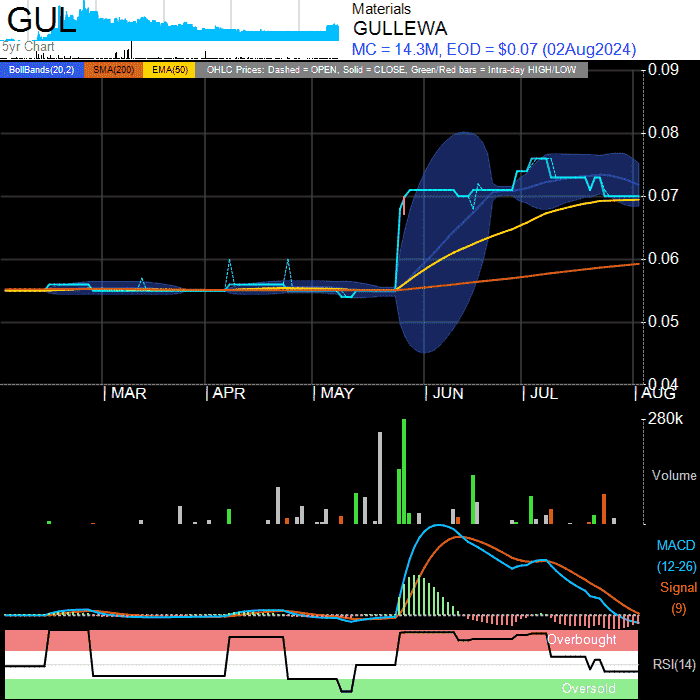 GUL
5yr Chart
Materials
GULLEWA
MC = 14.3M, EOD = $0.07 (02Aug2024)
BollBands(20,2) SMA(200) EMA(50) OHLC Prices: Dashed = OPEN, Solid = CLOSE, Green/Red bars = Intra-day HIGH/LOW
0.09
0.08
0.07
0.06
0.05
0.04
MAR APR MAY JUN JUL AUG
280k
Volume
MACD
(12-26)
Signal
(9)
Overbought
RSI(14)
Oversold